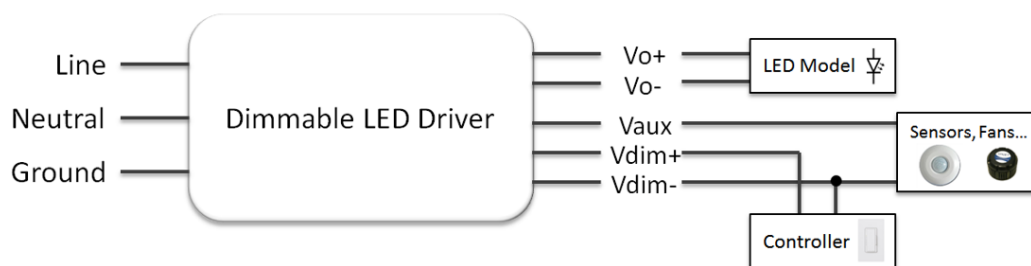 Line
Neutral
Ground
Dimmable LED Driver
Vo+
Vo-
Vaux
Vdim+
Vdim-
LED Model
Sensors, Fans...
Controller